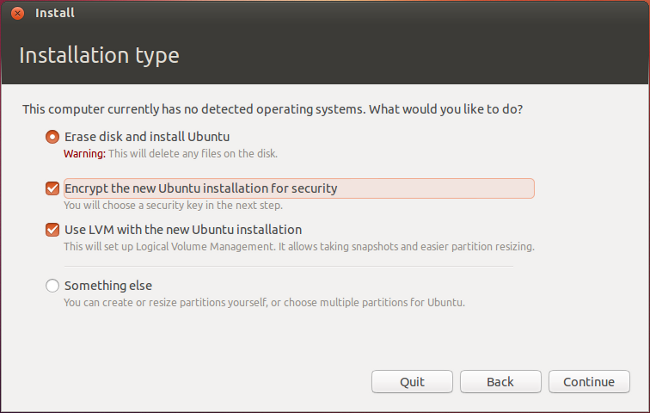 Install
Installation type
This computer currently has no detected operating systems. What would you like to do?
Erase disk and install Ubuntu
Warning: This will delete any files on the disk.
Encrypt the new Ubuntu installation for security
You will choose a security key in the next step.
Use LVM with the new Ubuntu installation
This will set up Logical Volume Management. It allows taking snapshots and easier partition resizing.
Something else
You can create or resize partitions yourself, or choose multiple partitions for Ubuntu.
Quit
Back
Continue